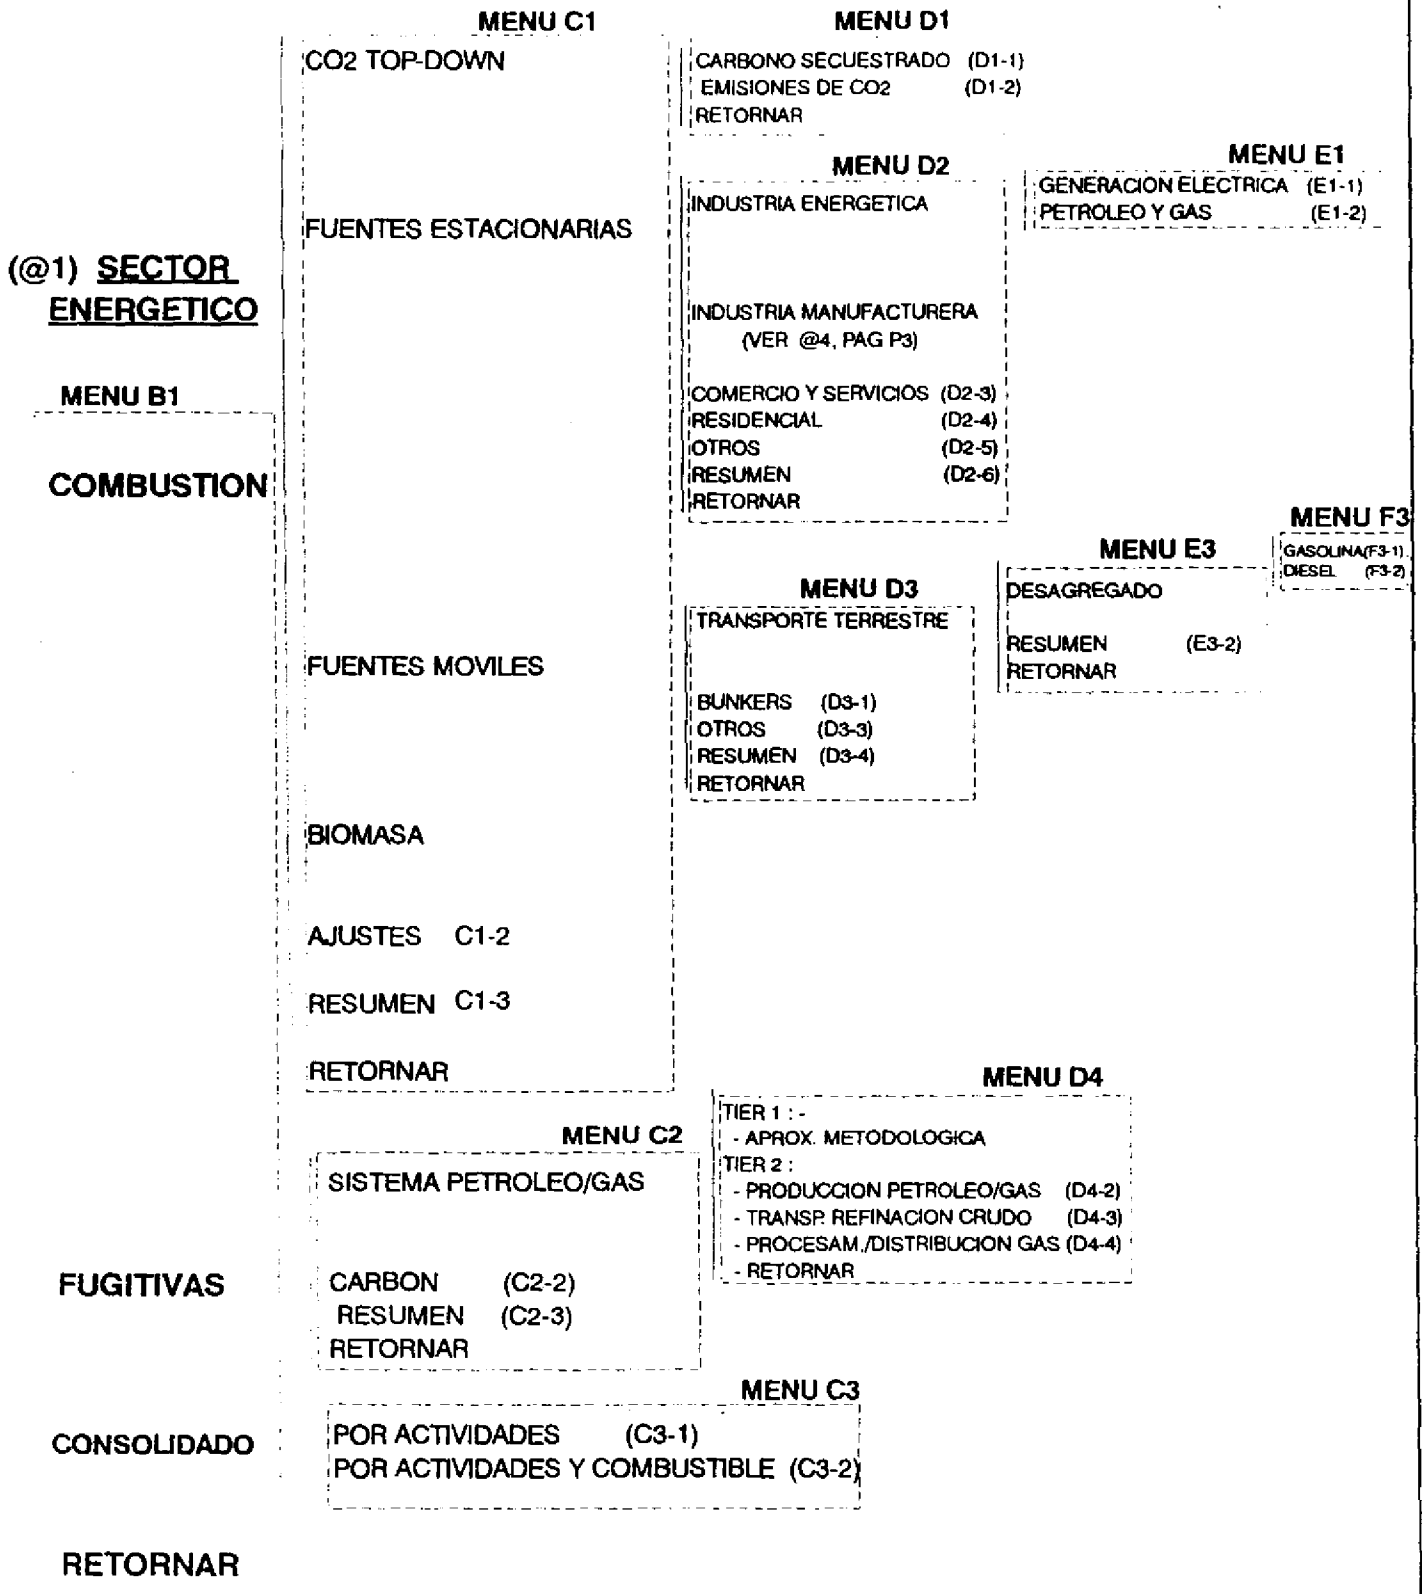 (@1) SECTOR
ENERGETICO
MENU B1
COMBUSTION
FUGITIVAS
CONSOLIDADO
RETORNAR
MENU C1
CO2 TOP-DOWN
FUENTES ESTACIONARIAS
FUENTES MOVILES
BIOMASA
AJUSTES C1-2
RESUMEN C1-3
RETORNAR
MENU D1
CARBONO SECUESTRADO (D1-1)
EMISIONES DE CO2 (D1-2)
RETORNAR
MENU D2
INDUSTRIA ENERGETICA
INDUSTRIA MANUFACTURERA
(VER @4, PAG P3)
COMERCIO Y SERVICIOS (D2-3)
RESIDENCIAL (D2-4)
OTROS (D2-5)
RESUMEN (D2-6)
RETORNAR
MENU E1
GENERACION ELECTRICA (E1-1)
PETROLEO Y GAS (E1-2)
MENU D3
TRANSPORTE TERRESTRE
BUNKERS (D3-1)
OTROS (D3-3)
RESUMEN (D3-4)
RETORNAR
MENU E3
DESAGREGADO
RESUMEN (E3-2)
RETORNAR
MENU F3
GASOLINA(F3-1)
DIESEL (F3-2)
MENU C2
SISTEMA PETROLEO/GAS
CARBON (C2-2)
RESUMEN (C2-3)
RETORNAR
MENU D4
TIER 1 : -
- APROX. METODOLOGICA
TIER 2 :
- PRODUCCION PETROLEO/GAS (D4-2)
- TRANSP. REFINACION CRUDO (D4-3)
- PROCESAM./DISTRIBUCION GAS (D4-4)
- RETORNAR
MENU C3
POR ACTIVIDADES (C3-1)
POR ACTIVIDADES Y COMBUSTIBLE (C3-2)